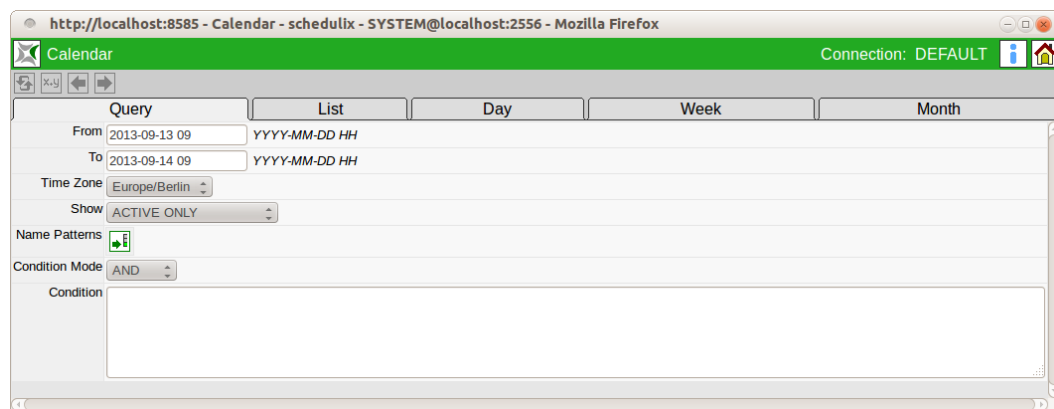 http://localhost:8585 - Calendar - schedulix - SYSTEM@localhost:2556 - Mozilla Firefox
Calendar Connection: DEFAULT i
x.y
Query List Day Week Month
From 2013-09-13 09 YYYY-MM-DD HH
To 2013-09-14 09 YYYY-MM-DD HH
Time Zone Europe/Berlin
Show ACTIVE ONLY
Name Patterns
Condition Mode AND
Condition